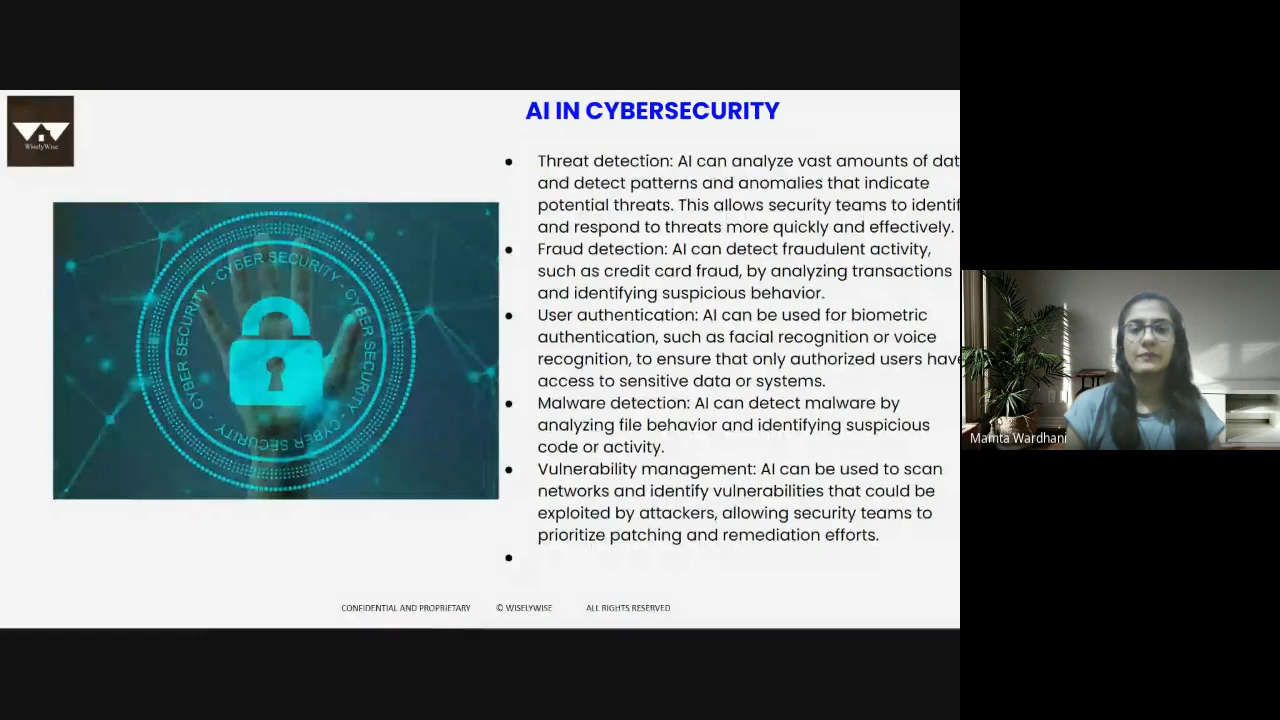 WiselyWise
AI IN CYBERSECURITY
CYBER SECURITY - CYBER SECURITY - CYBER SECURITY - CYBER SECURITY -
● Threat detection: AI can analyze vast amounts of dat
and detect patterns and anomalies that indicate
potential threats. This allows security teams to identif
and respond to threats more quickly and effectively.
● Fraud detection: AI can detect fraudulent activity,
such as credit card fraud, by analyzing transactions
and identifying suspicious behavior.
● User authentication: AI can be used for biometric
authentication, such as facial recognition or voice
recognition, to ensure that only authorized users have
access to sensitive data or systems.
● Malware detection: AI can detect malware by
analyzing file behavior and identifying suspicious
code or activity.
● Vulnerability management: AI can be used to scan
networks and identify vulnerabilities that could be
exploited by attackers, allowing security teams to
prioritize patching and remediation efforts.
●
CONFIDENTIAL AND PROPRIETARY © WISELYWISE ALL RIGHTS RESERVED
Mamta Wardhani